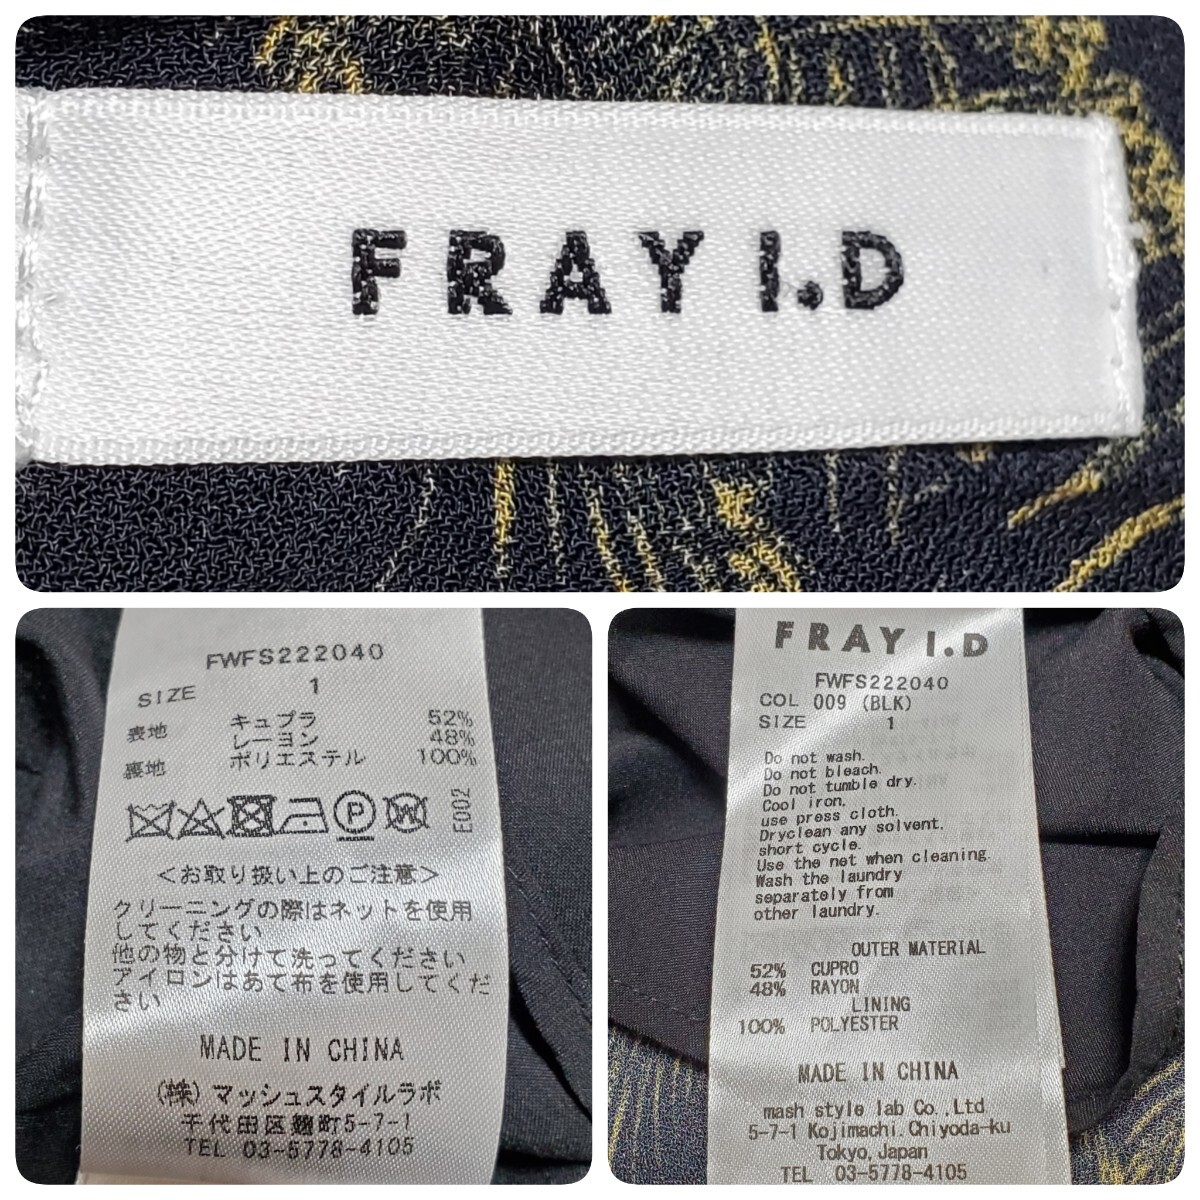 FRAY I.D
FWFS222040
SIZE 1
表地 キュプラ 52%
レーヨン 48%
裏地 ポリエステル 100%
P W E002
<お取り扱い上のご注意>
クリーニングの際はネットを使用
してください
他の物と分けて洗ってください
アイロンはあて布を使用してくだ
さい
MADE IN CHINA
(株)マッシュスタイルラボ
千代田区麹町5-7-1
TEL 03-5778-4105
FRAY I.D
FWFS222040
COL 009 (BLK)
SIZE 1
Do not wash.
Do not bleach.
Do not tumble dry.
Cool iron.
use press cloth.
Dryclean any solvent.
short cycle.
Use the net when cleaning.
Wash the laundry
separately from
other laundry.
OUTER MATERIAL
52% CUPRO
48% RAYON
LINING
100% POLYESTER
MADE IN CHINA
mash style lab Co.,Ltd
5-7-1 Kojimachi.Chiyoda-ku
Tokyo,Japan
TEL 03-5778-4105